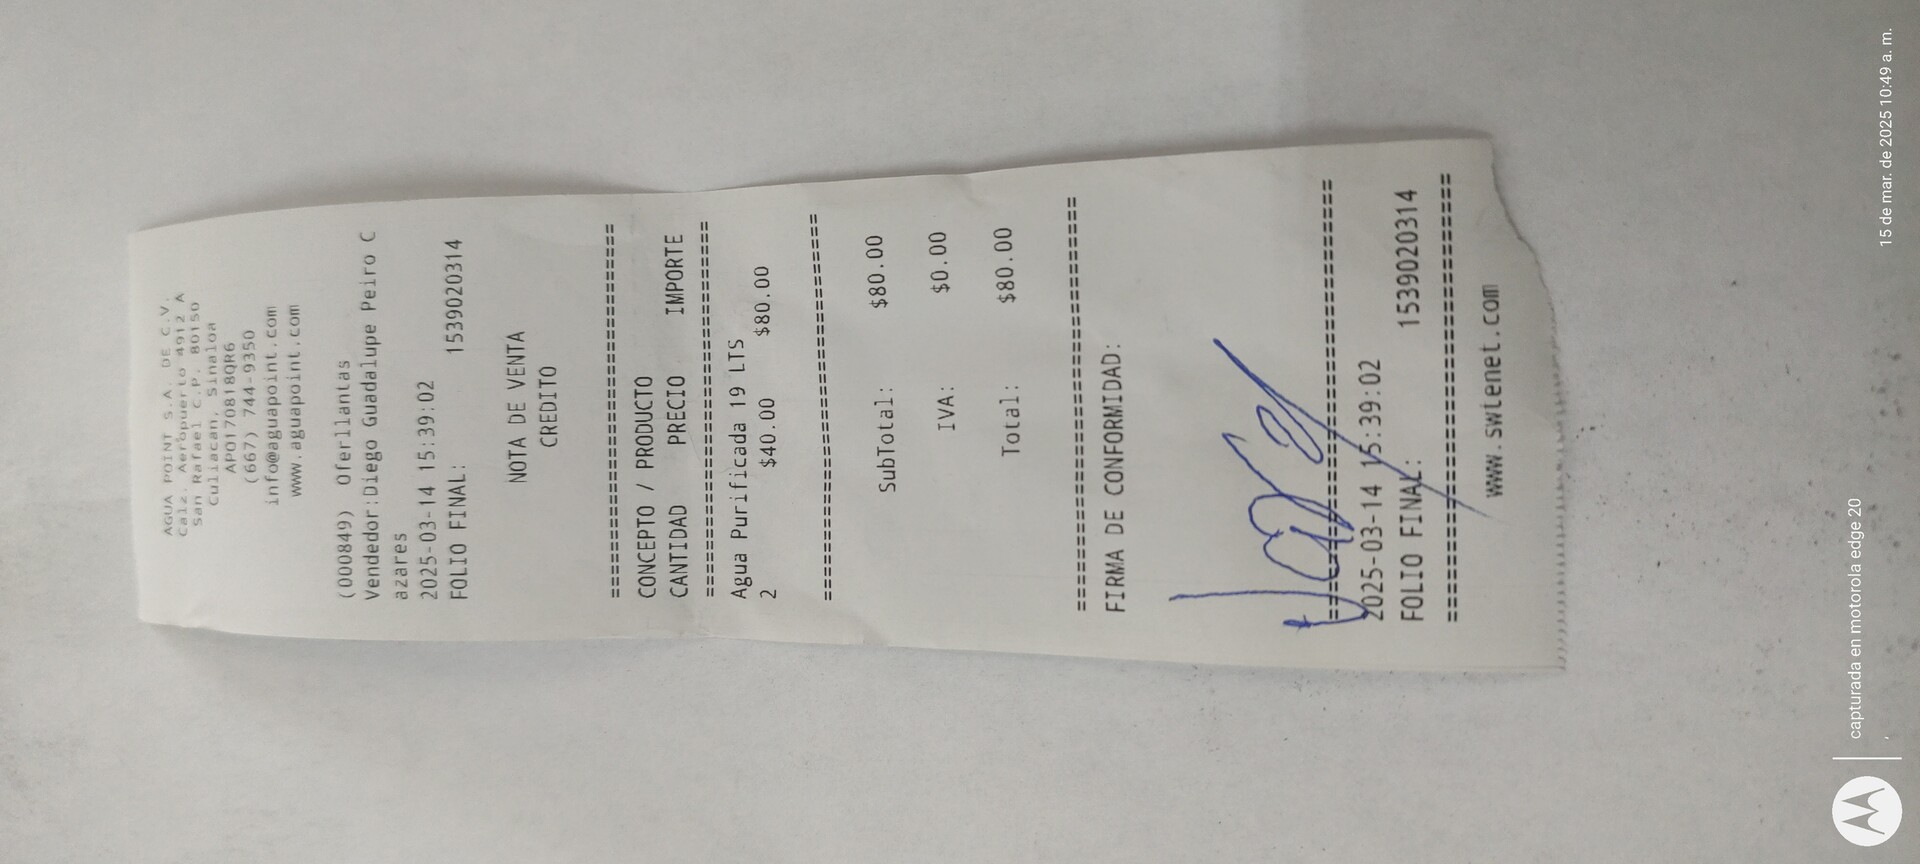 AGUA POINT S.A. DE C.V.
Calz. Aeropuerto 4912 A
San Rafael C.P. 80150
Culiacan, Sinaloa
APO170818QR6
(667) 744-9350
info@aguapoint.com
www.aguapoint.com
(000849) Oferllantas
Vendedor:Diego Guadalupe Peiro C
azares
2025-03-14 15:39:02
FOLIO FINAL: 1539020314
NOTA DE VENTA
CREDITO
================================
CONCEPTO / PRODUCTO
CANTIDAD PRECIO IMPORTE
================================
Agua Purificada 19 LTS
2 $40.00 $80.00
================================
SubTotal: $80.00
IVA: $0.00
Total: $80.00
================================
FIRMA DE CONFORMIDAD:
================================
2025-03-14 15:39:02
FOLIO FINAL: 1539020314
================================
www.swtenet.com
capturada en motorola edge 20
15 de mar. de 2025 10:49 a. m.